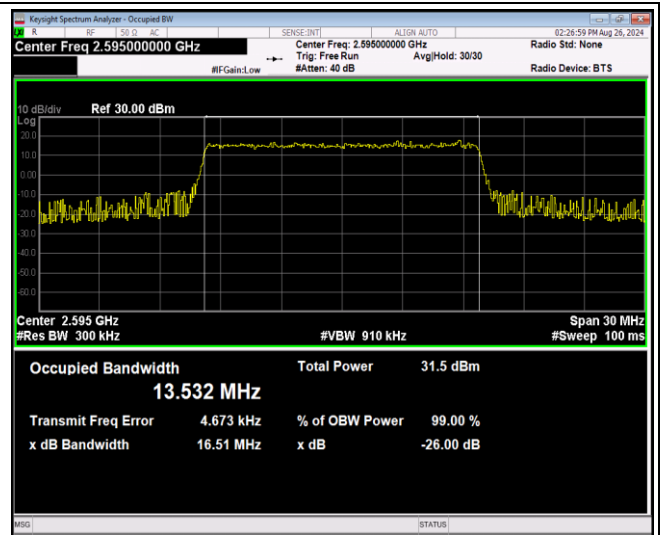 Keysight Spectrum Analyzer - Occupied BW
R RF 50 Ω AC SENSE:INT ALIGN AUTO 02:26:59 PM Aug 26, 2024
Center Freq 2.595000000 GHz Center Freq: 2.595000000 GHz Radio Std: None
Trig: Free Run Avg|Hold: 30/30
#IFGain:Low #Atten: 40 dB Radio Device: BTS
10 dB/div Ref 30.00 dBm
Log
20.0
10.0
0.00
-10.0
-20.0
-30.0
-40.0
-50.0
-60.0
Center 2.595 GHz Span 30 MHz
#Res BW 300 kHz #VBW 910 kHz #Sweep 100 ms
Occupied Bandwidth Total Power 31.5 dBm
13.532 MHz
Transmit Freq Error 4.673 kHz % of OBW Power 99.00 %
x dB Bandwidth 16.51 MHz x dB -26.00 dB
MSG STATUS